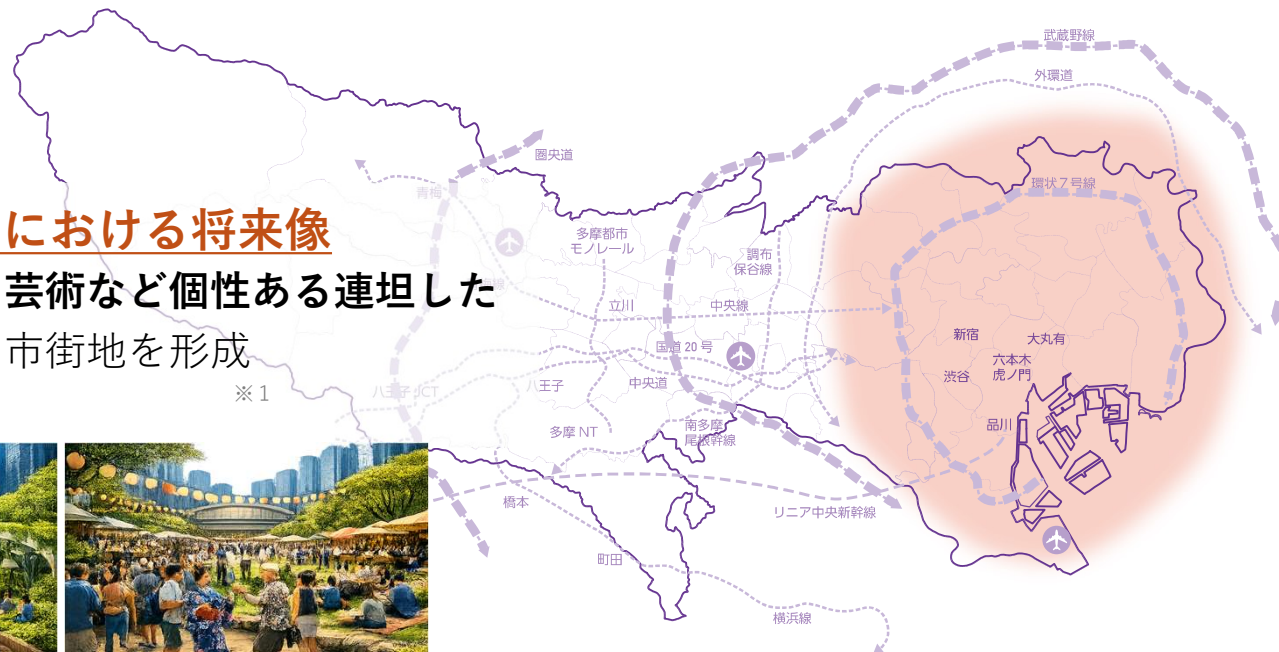 における将来像
芸術など個性ある連坦した
市街地を形成
※1
武蔵野線
外環道
圏央道
環状7号線
青梅
多摩都市
モノレール
調布
保谷線
線
立川
中央線
国道20号
新宿
大丸有
六本木
虎ノ門
渋谷
八王子JCT
八王子
中央道
品川
多摩NT
南多摩
尾根幹線
橋本
リニア中央新幹線
町田
横浜線